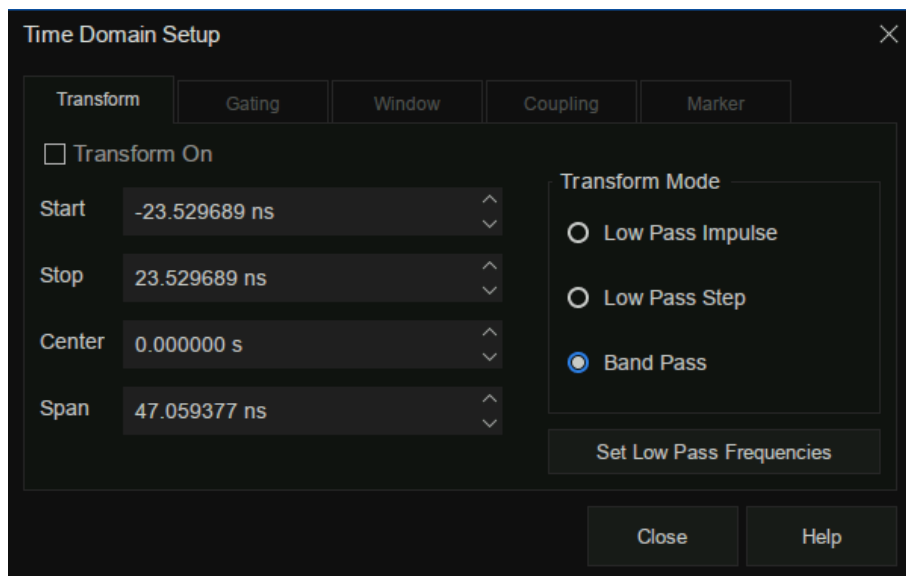 Time Domain Setup
Transform Gating Window Coupling Marker
Transform On
Start -23.529689 ns
Stop 23.529689 ns
Center 0.000000 s
Span 47.059377 ns
Transform Mode
Low Pass Impulse
Low Pass Step
Band Pass
Set Low Pass Frequencies
Close Help